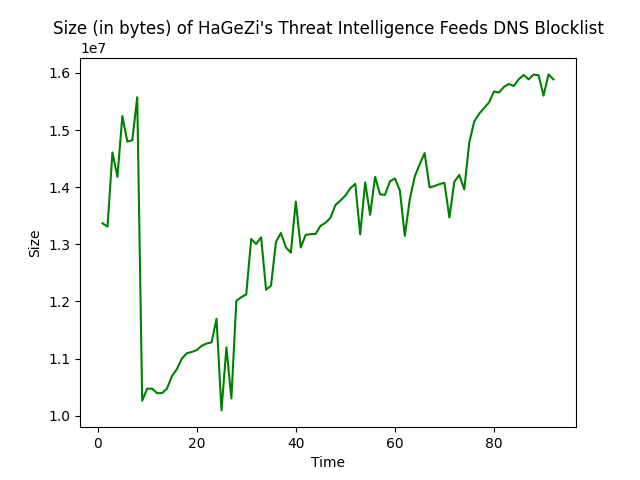 Size (in bytes) of HaGeZi's Threat Intelligence Feeds DNS Blocklist
1e7
1.6
1.5
1.4
1.3
1.2
1.1
1.0
Size
0 20 40 60 80
Time